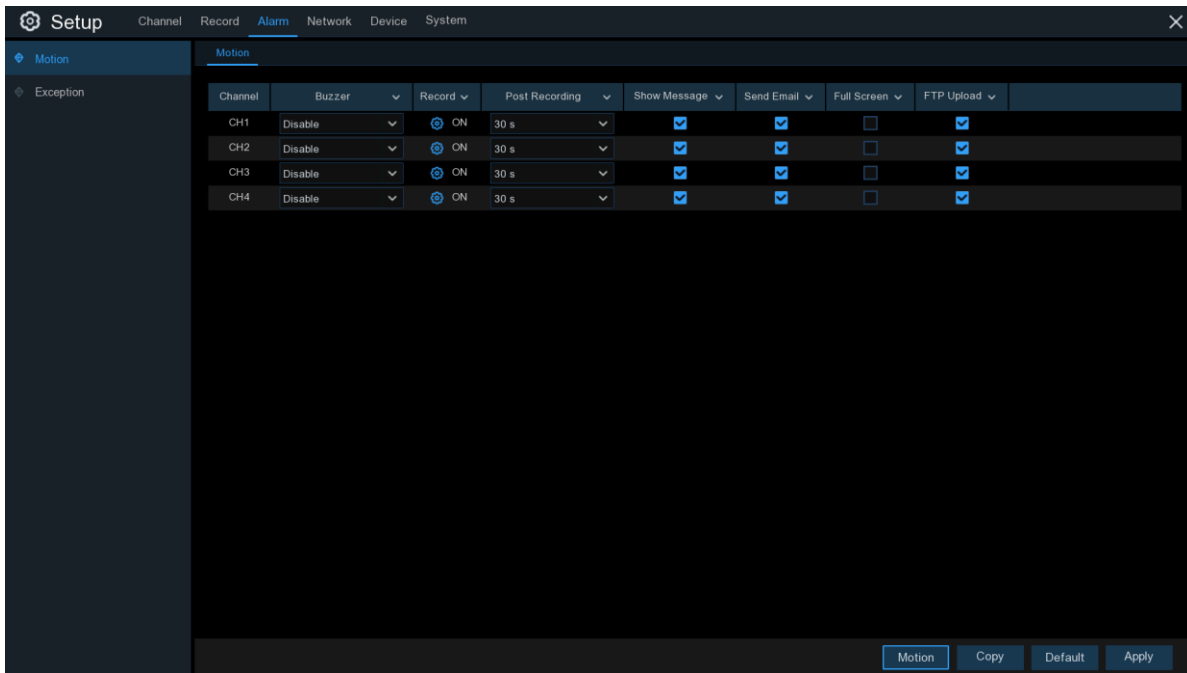 Setup Channel Record Alarm Network Device System
Motion
Exception
Motion
Channel Buzzer Record Post Recording Show Message Send Email Full Screen FTP Upload
CH1 Disable ON 30 s
CH2 Disable ON 30 s
CH3 Disable ON 30 s
CH4 Disable ON 30 s
Motion Copy Default Apply